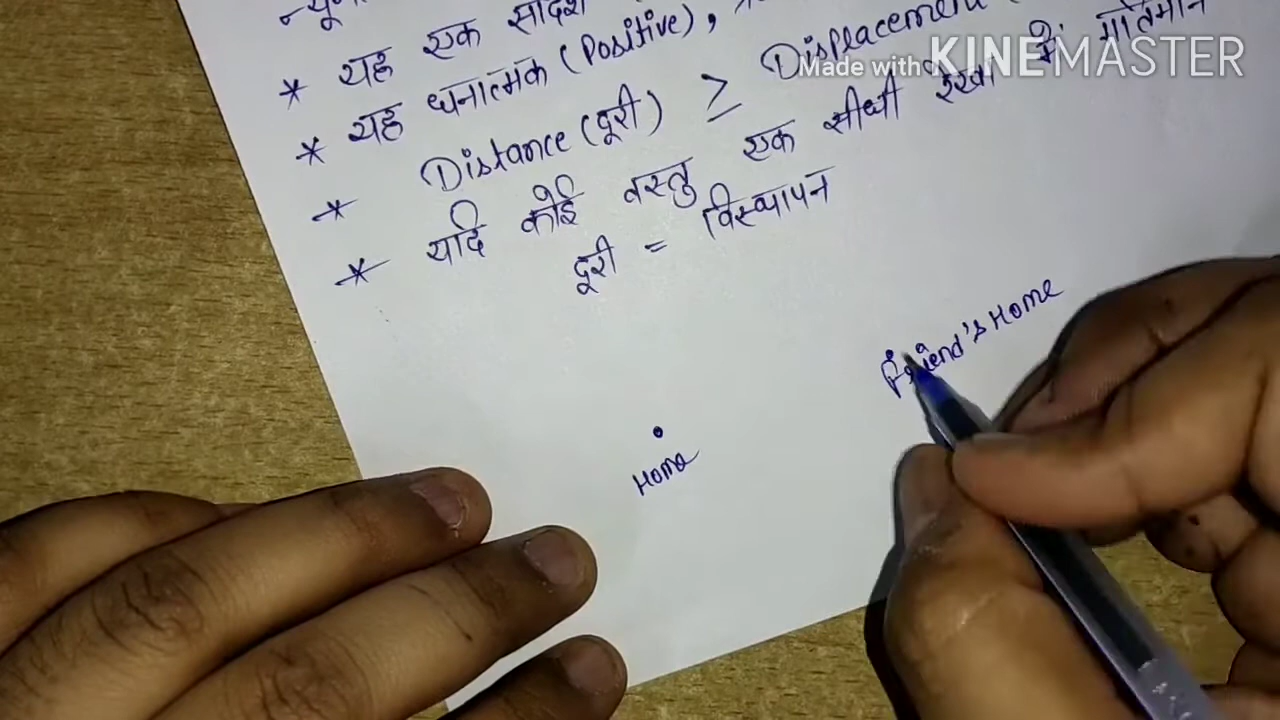 * यह एक सदिश
* यह धनात्मक (Positive),
* Distance (दूरी) ≥ Displacement (
* यदि कोई वस्तु एक सीधी रेखा में गतिमान
दूरी = विस्थापन
Made with KINEMASTER
Friend's Home
Home